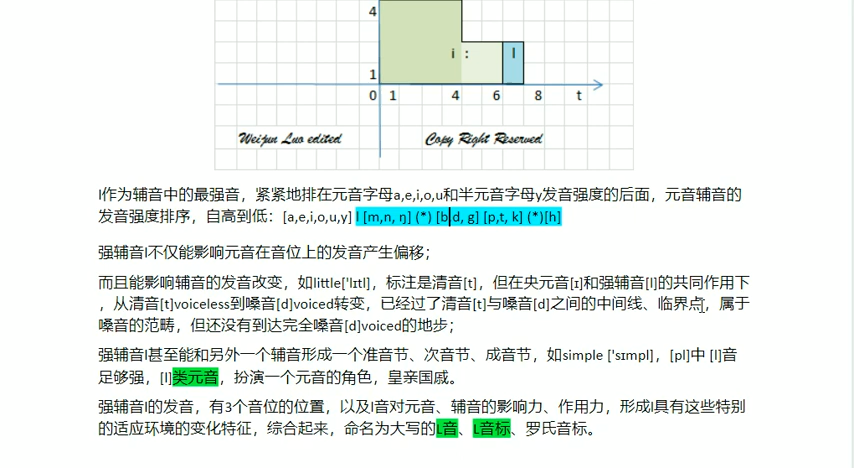 4
i : l
1
0 1 4 6 8 t
Weijun Luo edited Copy Right Reserved
l作为辅音中的最强音，紧紧地排在元音字母a,e,i,o,u和半元音字母y发音强度的后面，元音辅音的
发音强度排序，自高到低：[a,e,i,o,u,y] l [m,n, ŋ] (*) [b,d, g] [p,t, k] (*)[h]
强辅音l不仅能影响元音在音位上的发音产生偏移；
而且能影响辅音的发音改变，如little['lɪtl]，标注是清音[t]，但在央元音[ɪ]和强辅音[l]的共同作用下
，从清音[t]voiceless到嗓音[d]voiced转变，已经过了清音[t]与嗓音[d]之间的中间线、临界点，属于
嗓音的范畴，但还没有到达完全嗓音[d]voiced的地步；
强辅音l甚至能和另外一个辅音形成一个准音节、次音节、成音节，如simple ['sɪmpl]，[pl]中 [l]音
足够强，[l]类元音，扮演一个元音的角色，皇亲国戚。
强辅音l的发音，有3个音位的位置，以及l音对元音、辅音的影响力、作用力，形成l具有这些特别
的适应环境的变化特征，综合起来，命名为大写的L音、L音标、罗氏音标。